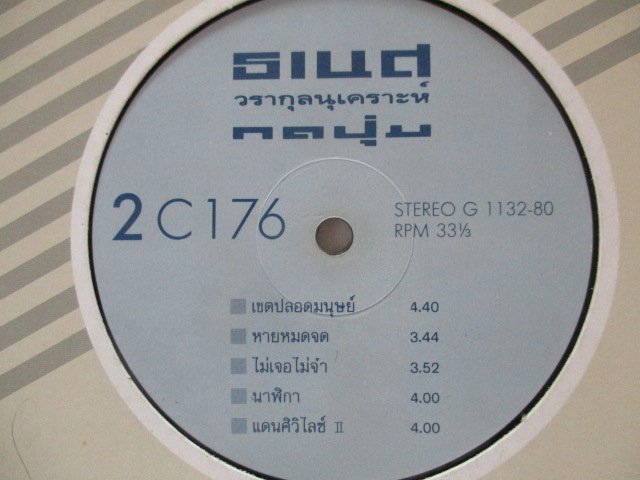 ธเนศ
วรากุลนุเคราะห์
กดปุ่ม
2 C176
STEREO G 1132-80
RPM 33⅓
เขตปลอดมนุษย์ 4.40
หายหมดจด 3.44
ไม่เจอไม่จำ 3.52
นาฬิกา 4.00
แดนศิวิไลซ์ II 4.00